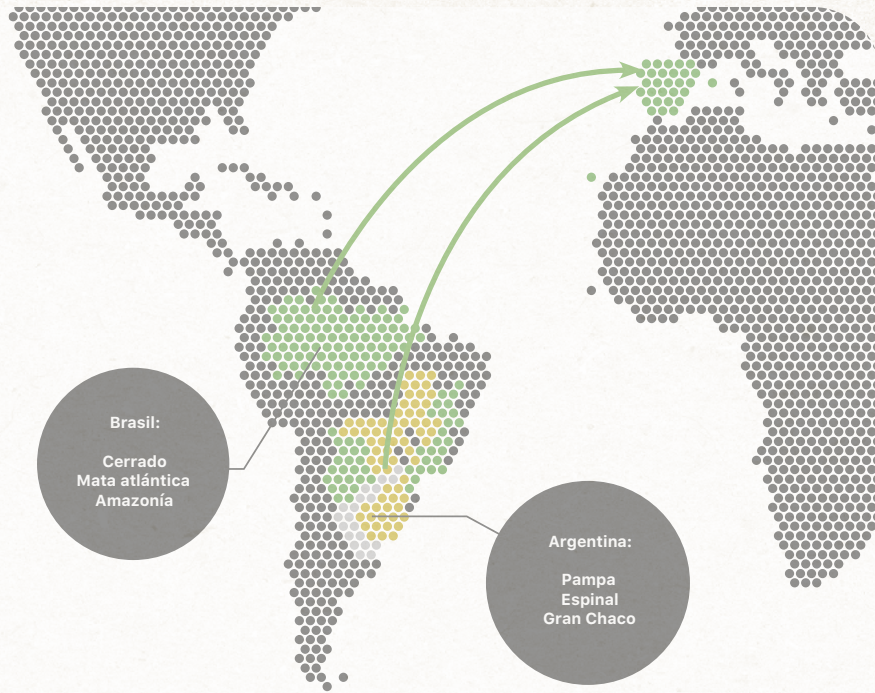 Brasil:
Cerrado
Mata atlántica
Amazonía
Argentina:
Pampa
Espinal
Gran Chaco